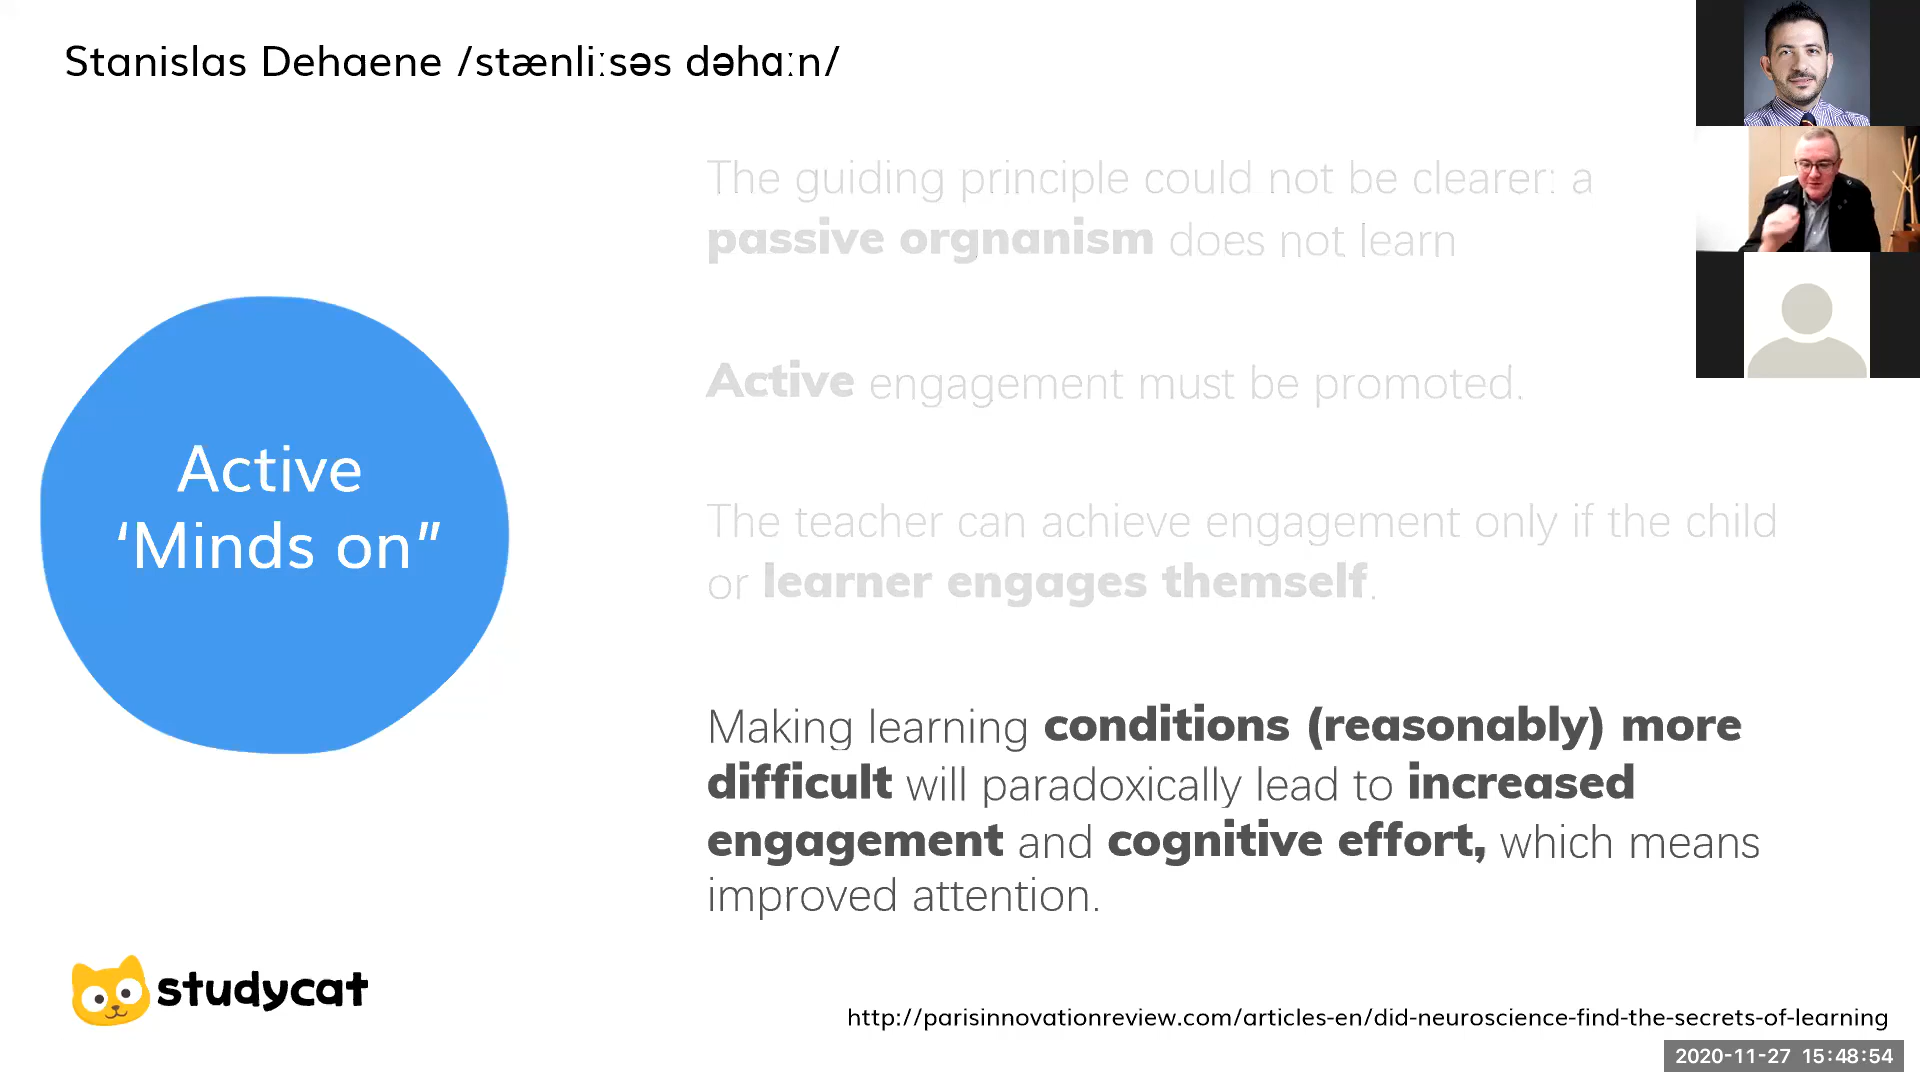 Stanislas Dehaene /stænliːsəs dəhɑːn/
The guiding principle could not be clearer: a
passive orgnanism does not learn
Active engagement must be promoted.
Active
‘Minds on”
The teacher can achieve engagement only if the child
or learner engages themself.
Making learning conditions (reasonably) more
difficult will paradoxically lead to increased
engagement and cognitive effort, which means
improved attention.
studycat
http://parisinnovationreview.com/articles-en/did-neuroscience-find-the-secrets-of-learning
2020-11-27 15:48:54